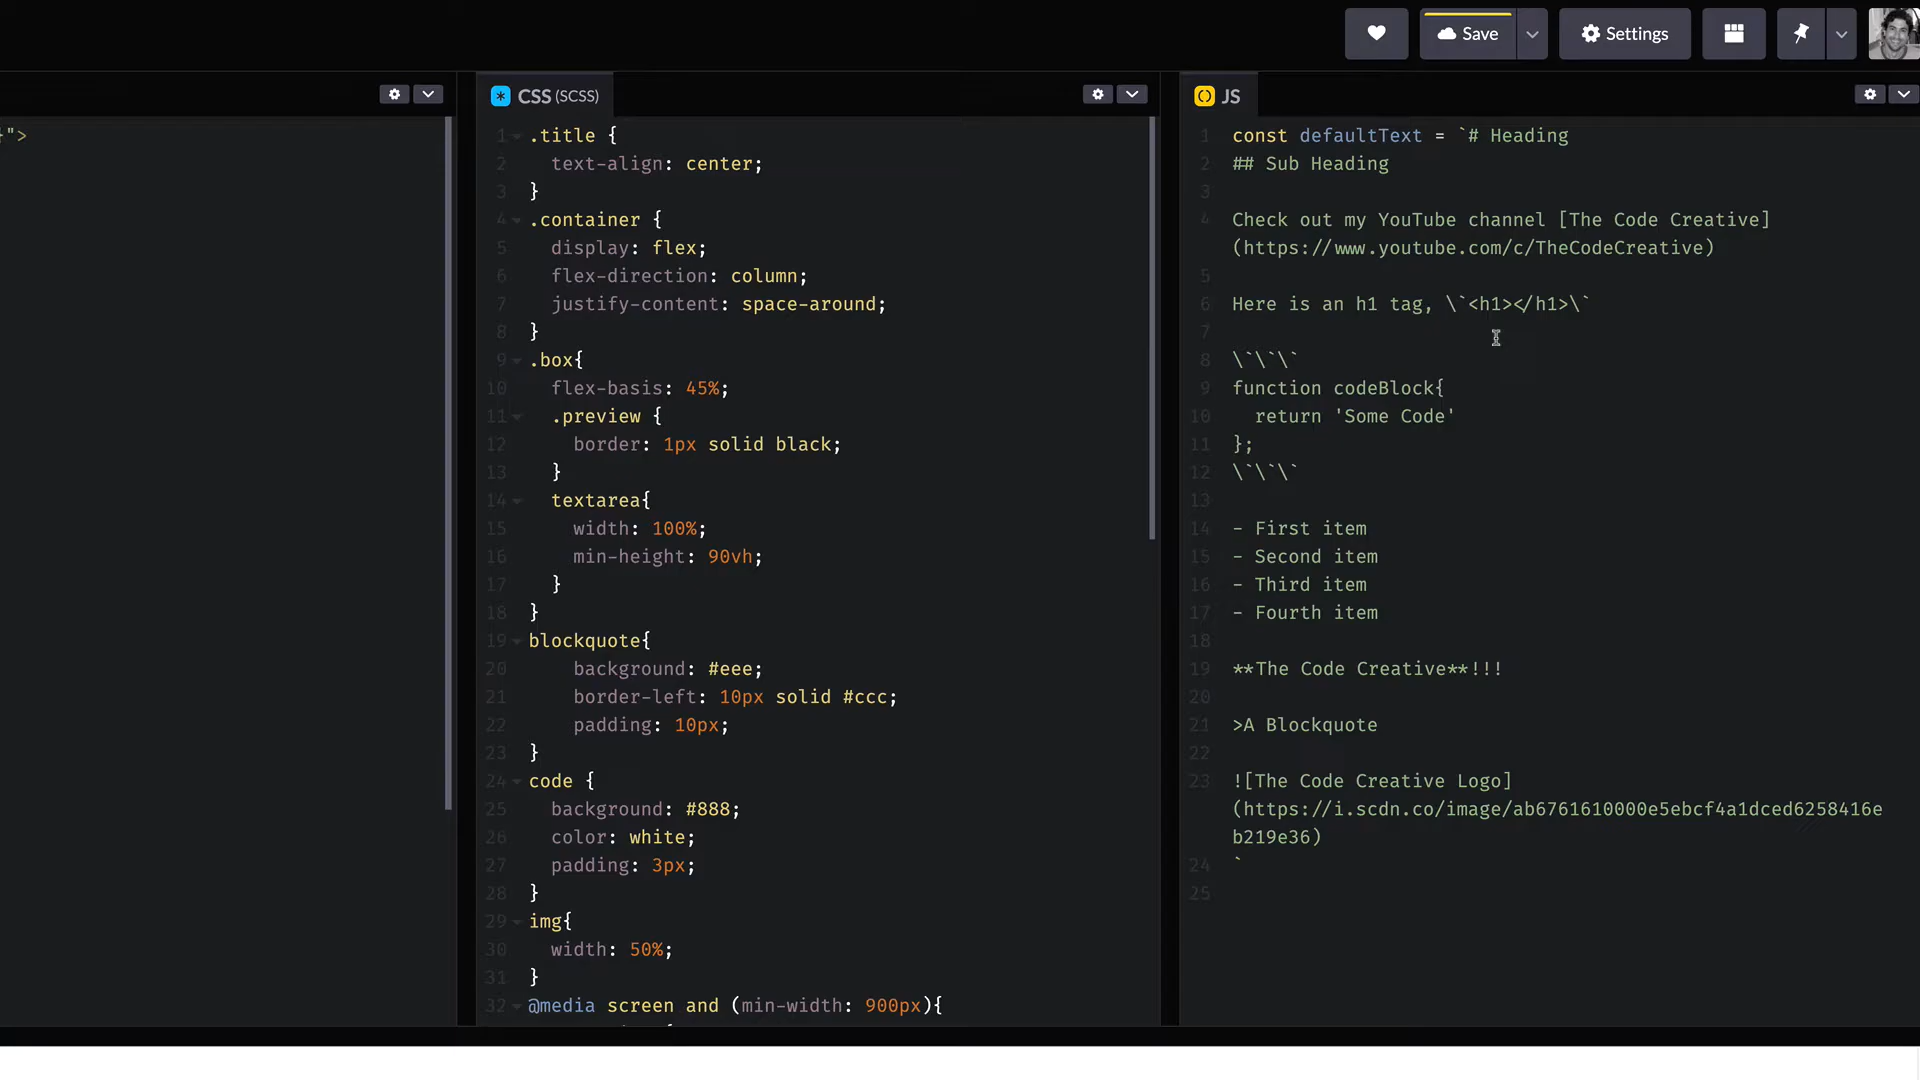 Save
Settings
">
CSS (SCSS)
JS
1 .title {
2 text-align: center;
3 }
4 .container {
5 display: flex;
6 flex-direction: column;
7 justify-content: space-around;
8 }
9 .box{
10 flex-basis: 45%;
11 .preview {
12 border: 1px solid black;
13 }
14 textarea{
15 width: 100%;
16 min-height: 90vh;
17 }
18 }
19 blockquote{
20 background: #eee;
21 border-left: 10px solid #ccc;
22 padding: 10px;
23 }
24 code {
25 background: #888;
26 color: white;
27 padding: 3px;
28 }
29 img{
30 width: 50%;
31 }
32 @media screen and (min-width: 900px){
1 const defaultText = `# Heading
2 ## Sub Heading
3
4 Check out my YouTube channel [The Code Creative]
(https://www.youtube.com/c/TheCodeCreative)
5
6 Here is an h1 tag, \`<h1></h1>\`
7
8 \`\`\`
9 function codeBlock{
10 return 'Some Code'
11 };
12 \`\`\`
13
14 - First item
15 - Second item
16 - Third item
17 - Fourth item
18
19 **The Code Creative**!!!
20
21 >A Blockquote
22
23 ![The Code Creative Logo]
(https://i.scdn.co/image/ab6761610000e5ebcf4a1dced6258416e
b219e36)
24 `
25